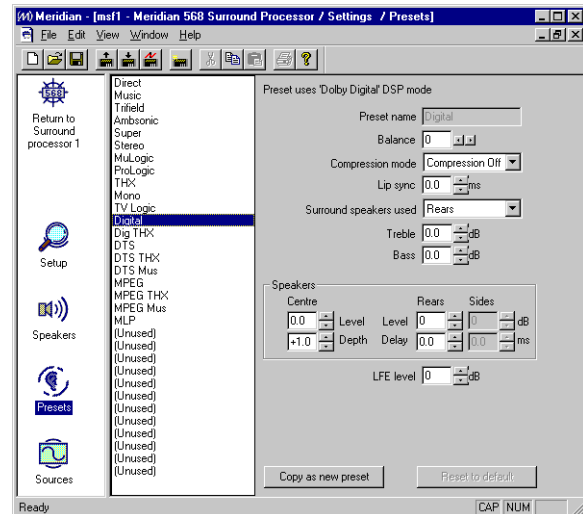 (M) Meridian - [msf1 - Meridian 568 Surround Processor / Settings / Presets]
File Edit View Window Help
568
Return to
Surround
processor 1
Setup
Speakers
Presets
Sources
Direct
Music
Trifield
Ambsonic
Super
Stereo
MuLogic
ProLogic
THX
Mono
TV Logic
Digital
Dig THX
DTS
DTS THX
DTS Mus
MPEG
MPEG THX
MPEG Mus
MLP
(Unused)
(Unused)
(Unused)
(Unused)
(Unused)
(Unused)
(Unused)
(Unused)
(Unused)
(Unused)
(Unused)
(Unused)
Preset uses 'Dolby Digital' DSP mode
Preset name Digital
Balance 0
Compression mode Compression Off
Lip sync 0.0 ms
Surround speakers used Rears
Treble 0.0 dB
Bass 0.0 dB
Speakers
Centre Rears Sides
0.0 Level Level 0 0 dB
+1.0 Depth Delay 0.0 0.0 ms
LFE level 0 dB
Copy as new preset Reset to default
Ready CAP NUM